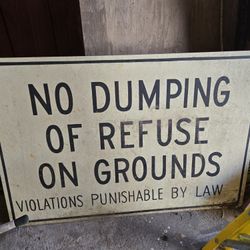 NO DUMPING
OF REFUSE
ON GROUNDS
VIOLATIONS PUNISHABLE BY LAW